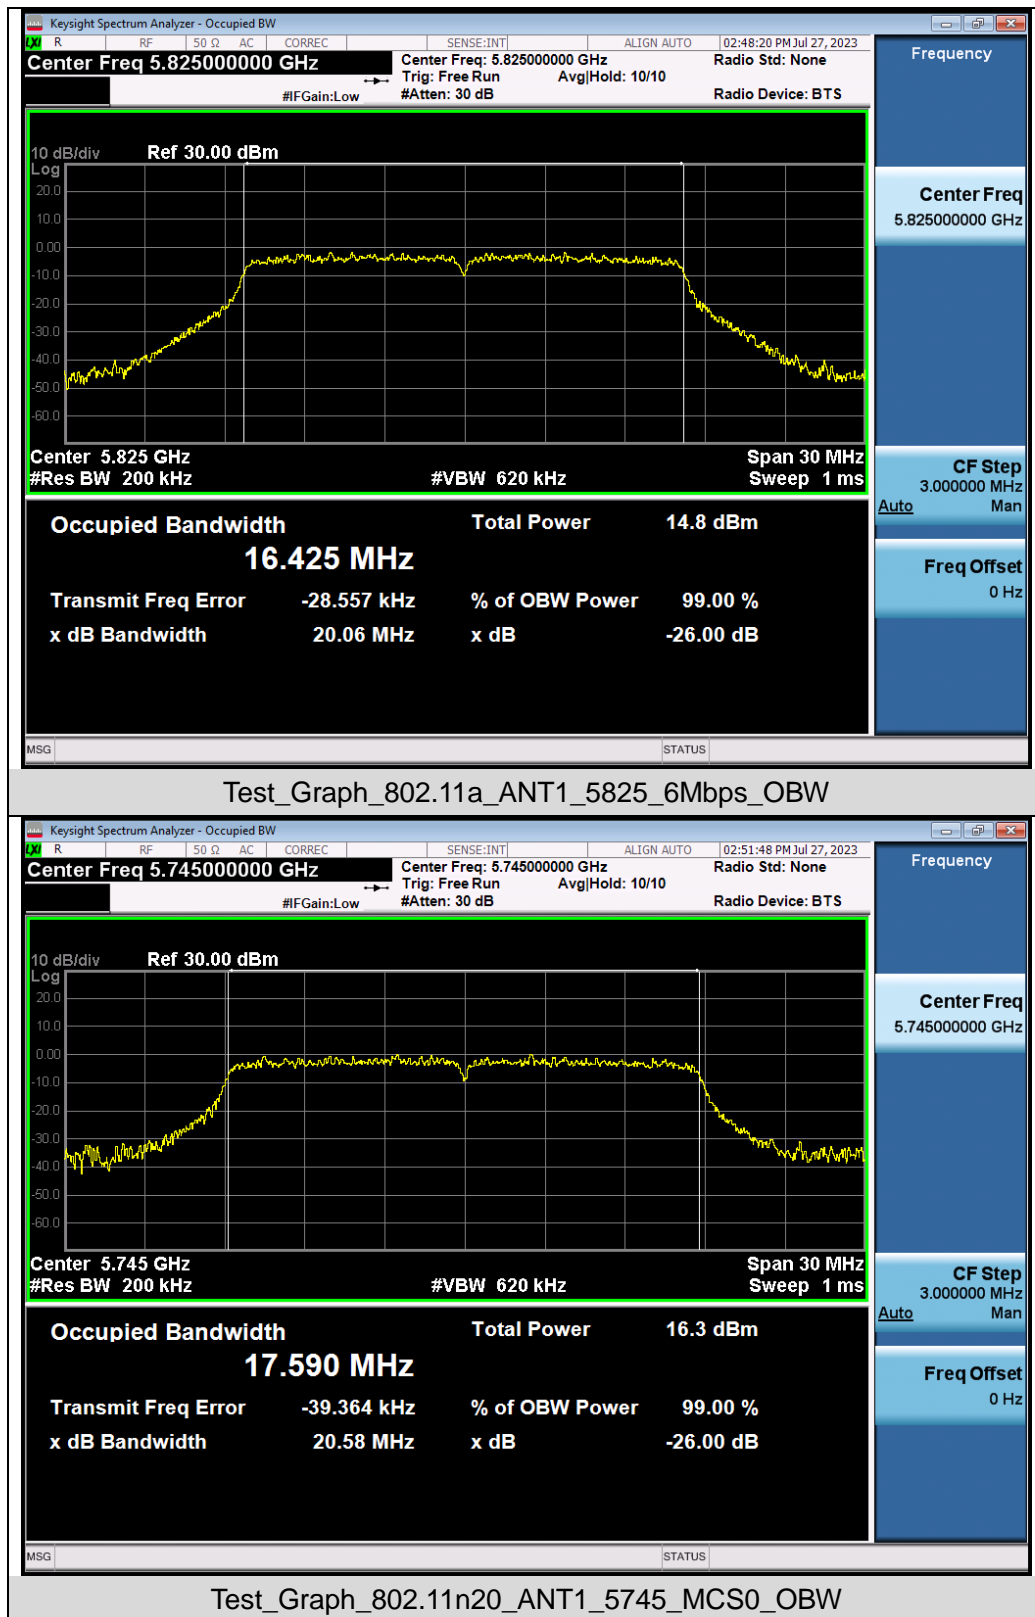 Keysight Spectrum Analyzer - Occupied BW
LXI R RF 50 Ω AC CORREC SENSE:INT ALIGN AUTO 02:48:20 PM Jul 27, 2023
Center Freq 5.825000000 GHz Center Freq: 5.825000000 GHz Radio Std: None Frequency
Trig: Free Run Avg|Hold: 10/10
#IFGain:Low #Atten: 30 dB Radio Device: BTS
10 dB/div Ref 30.00 dBm
Log
20.0
10.0
0.00
-10.0
-20.0
-30.0
-40.0
-50.0
-60.0
Center Freq
5.825000000 GHz
Center 5.825 GHz Span 30 MHz
#Res BW 200 kHz #VBW 620 kHz Sweep 1 ms
CF Step
3.000000 MHz
Auto Man
Occupied Bandwidth Total Power 14.8 dBm
16.425 MHz
Freq Offset
0 Hz
Transmit Freq Error -28.557 kHz % of OBW Power 99.00 %
x dB Bandwidth 20.06 MHz x dB -26.00 dB
MSG STATUS
Test_Graph_802.11a_ANT1_5825_6Mbps_OBW
Keysight Spectrum Analyzer - Occupied BW
LXI R RF 50 Ω AC CORREC SENSE:INT ALIGN AUTO 02:51:48 PM Jul 27, 2023
Center Freq 5.745000000 GHz Center Freq: 5.745000000 GHz Radio Std: None Frequency
Trig: Free Run Avg|Hold: 10/10
#IFGain:Low #Atten: 30 dB Radio Device: BTS
10 dB/div Ref 30.00 dBm
Log
20.0
10.0
0.00
-10.0
-20.0
-30.0
-40.0
-50.0
-60.0
Center Freq
5.745000000 GHz
Center 5.745 GHz Span 30 MHz
#Res BW 200 kHz #VBW 620 kHz Sweep 1 ms
CF Step
3.000000 MHz
Auto Man
Occupied Bandwidth Total Power 16.3 dBm
17.590 MHz
Freq Offset
0 Hz
Transmit Freq Error -39.364 kHz % of OBW Power 99.00 %
x dB Bandwidth 20.58 MHz x dB -26.00 dB
MSG STATUS
Test_Graph_802.11n20_ANT1_5745_MCS0_OBW